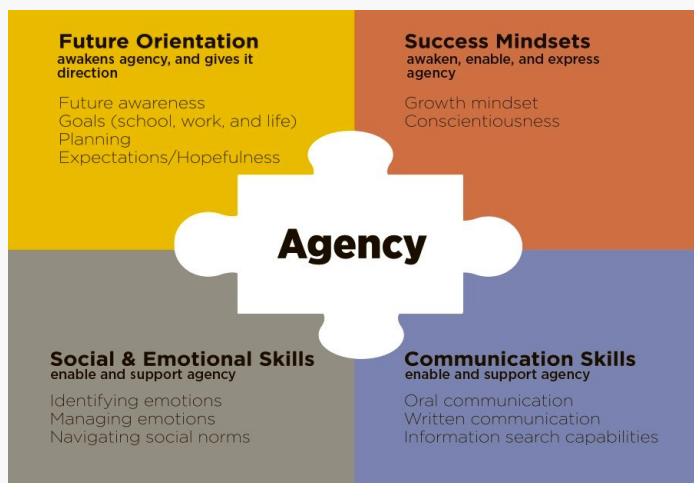 Future Orientation
awakens agency, and gives it
direction
Future awareness
Goals (school, work, and life)
Planning
Expectations/Hopefulness
Success Mindsets
awaken, enable, and express
agency
Growth mindset
Conscientiousness
Agency
Social & Emotional Skills
enable and support agency
Identifying emotions
Managing emotions
Navigating social norms
Communication Skills
enable and support agency
Oral communication
Written communication
Information search capabilities